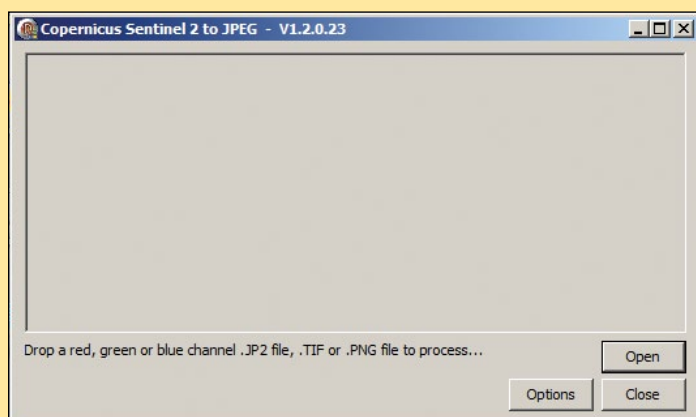 Copernicus Sentinel 2 to JPEG - V1.2.0.23
Drop a red, green or blue channel .JP2 file, .TIF or .PNG file to process...
Open
Options
Close